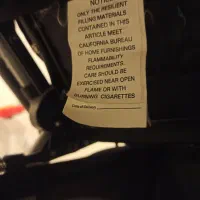 NOTICE
ONLY THE RESILIENT
FILLING MATERIALS
CONTAINED IN THIS
ARTICLE MEET
CALIFORNIA BUREAU
OF HOME FURNISHINGS
FLAMMABILITY
REQUIREMENTS.
CARE SHOULD BE
EXERCISED NEAR OPEN
FLAME OR WITH
BURNING CIGARETTES